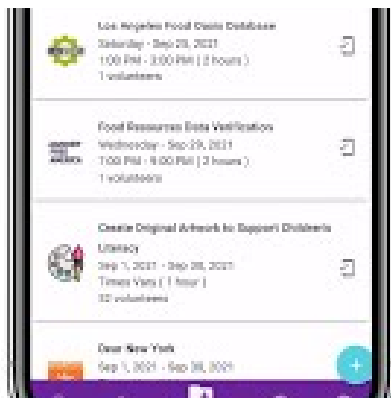 Los Angeles Food Oasis Database
Saturday - Sep 25, 2021
1:00 PM - 3:00 PM ( 2 hours )
1 volunteers
Food Resources Data Verification
Wednesday - Sep 29, 2021
7:00 PM - 9:00 PM ( 2 hours )
1 volunteers
Create Original Artwork to Support Children's
Literacy
Sep 1, 2021 - Sep 30, 2021
Times Vary ( 1 hour )
32 volunteers
Dear New York
Sep 1, 2021 - Sep 30, 2021